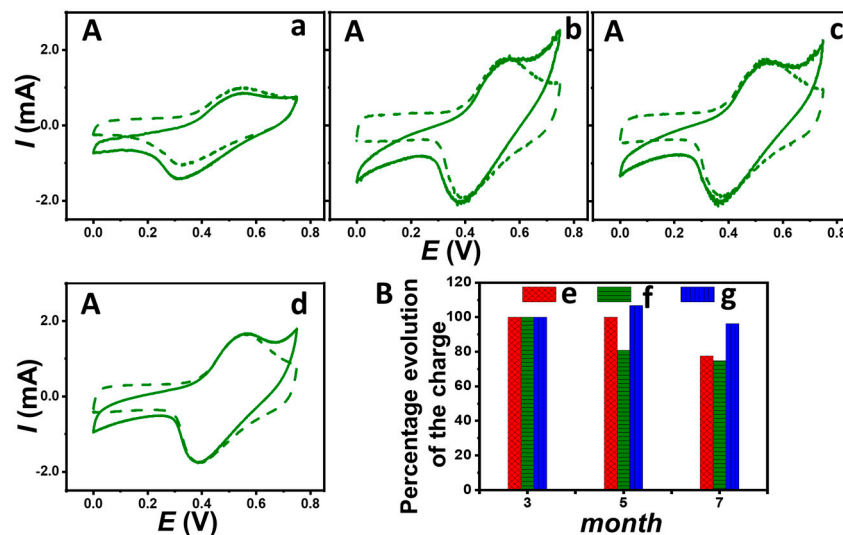 A a
A b
A c
I (mA)
2.0
0.0
-2.0
0.0 0.2 0.4 0.6 0.8
0.0 0.2 0.4 0.6 0.8
0.0 0.2 0.4 0.6 0.8
E (V)
A d
I (mA)
2.0
0.0
-2.0
0.0 0.2 0.4 0.6 0.8
E (V)
B
e f g
Percentage evolution
of the charge
120
100
80
60
40
20
0
3 5 7
month